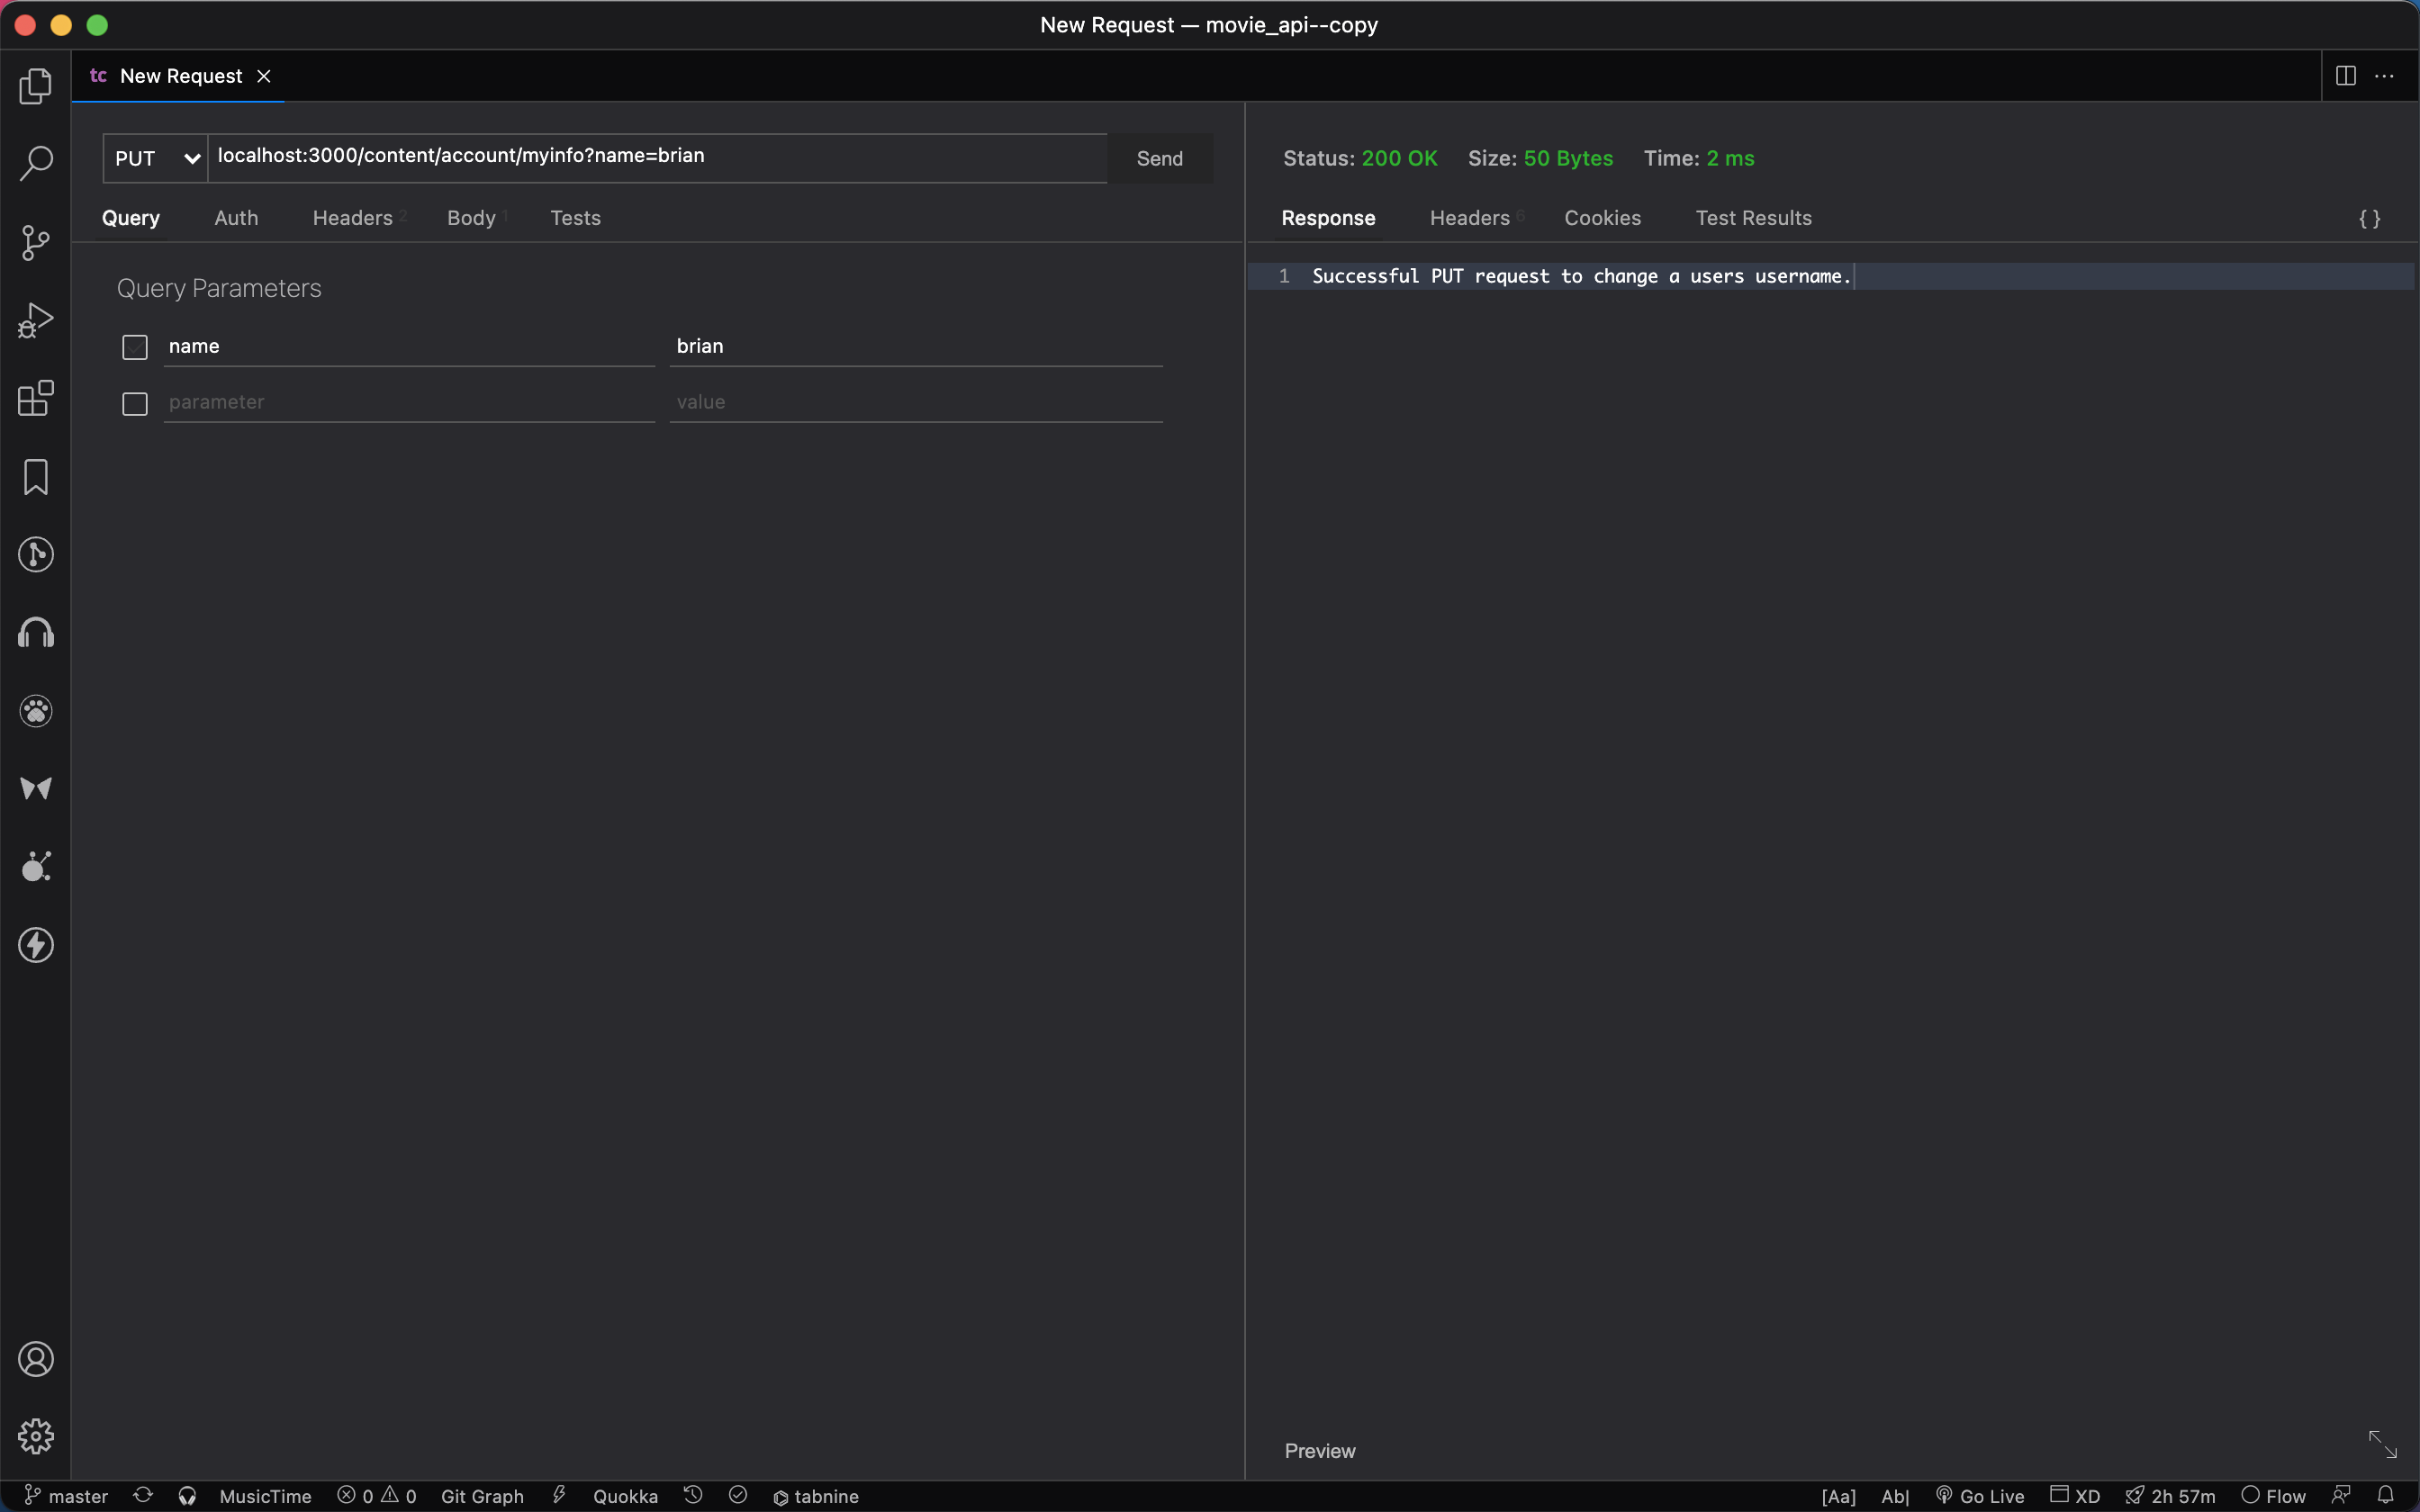 New Request — movie_api--copy
tc New Request
PUT localhost:3000/content/account/myinfo?name=brian Send
Query Auth Headers 2 Body 1 Tests
Query Parameters
name brian
parameter value
Status: 200 OK Size: 50 Bytes Time: 2 ms
Response Headers 6 Cookies Test Results { }
1 Successful PUT request to change a users username.
Preview
master MusicTime 0 0 Git Graph Quokka tabnine [Aa] Ab| Go Live XD 2h 57m Flow